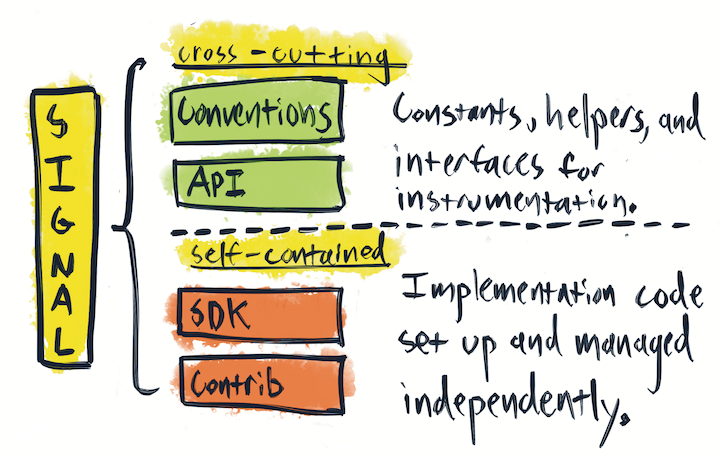 SIGNAL
cross-cutting
Conventions
API
Constants, helpers, and
interfaces for
instrumentation.
self-contained
SDK
Contrib
Implementation code
set up and managed
independently.